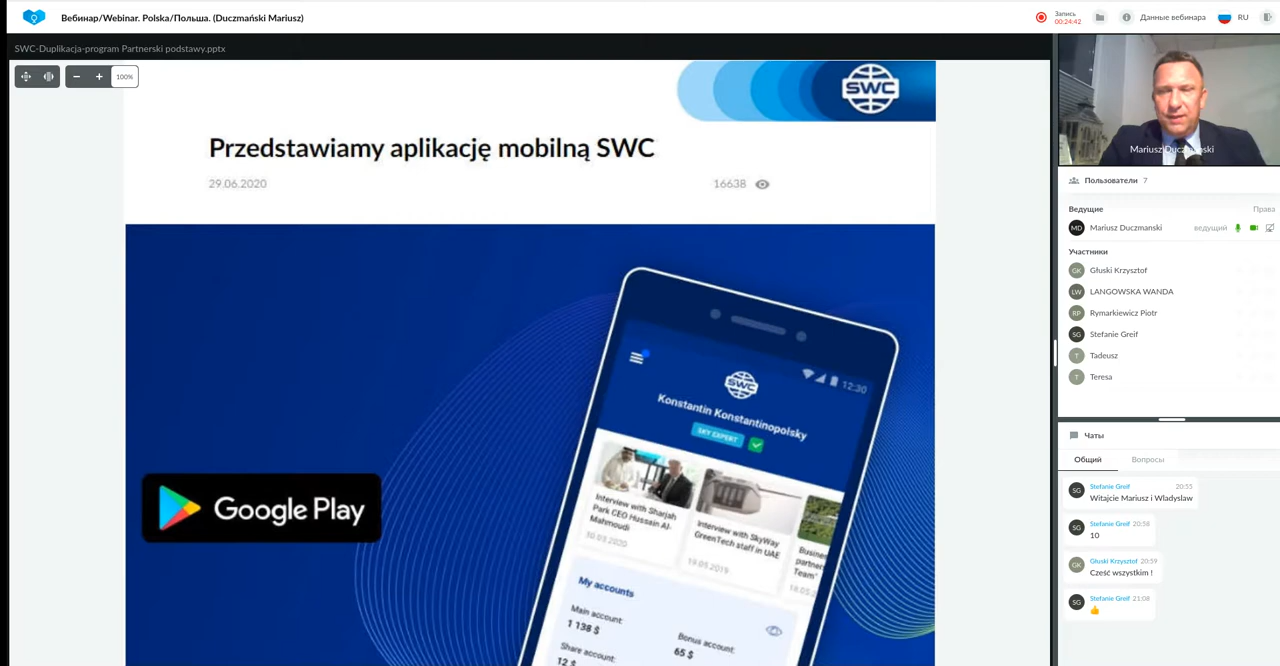 Вебинар/Webinar. Polska/Польша. (Duczmański Mariusz)
Запись
00:24:42
Данные вебинара
RU
SWC-Duplikacja-program Partnerski podstawy.pptx
100%
SWC
Przedstawiamy aplikację mobilną SWC
29.06.2020
16638
Google Play
12:30
SWC
Konstantin Konstantinopolsky
SKY EXPERT
Interview with Sharjah
Park CEO Hussain Al-
Mahmoudi
30.03.2020
Interview with SkyWay
GreenTech staff in UAE
19.05.2019
My accounts
Main account:
1 138 $
Bonus account:
65 $
Share account:
12 $
Mariusz Duczmanski
Пользователи 7
Ведущие
Права
MD
Mariusz Duczmanski
ведущий
Участники
GK
Głuski Krzysztof
LW
LANGOWSKA WANDA
RP
Rymarkiewicz Piotr
SG
Stefanie Greif
T
Tadeusz
T
Teresa
Чаты
Общий
Вопросы
SG
Stefanie Greif 20:55
Witajcie Mariusz i Wladyslaw
SG
Stefanie Greif 20:58
10
GK
Głuski Krzysztof 20:59
Cześć wszystkim !
SG
Stefanie Greif 21:08
👍